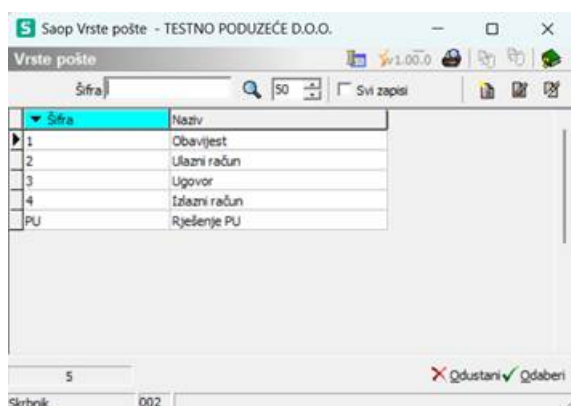 S Saop Vrste pošte - TESTNO PODUZEĆE D.O.O.
Vrste pošte v1.00.0
Šifra 50 Svi zapisi
Šifra Naziv
1 Obavijest
2 Ulazni račun
3 Ugovor
4 Izlazni račun
PU Rješenje PU
5 Odustani Odaberi
Skrbnik 002